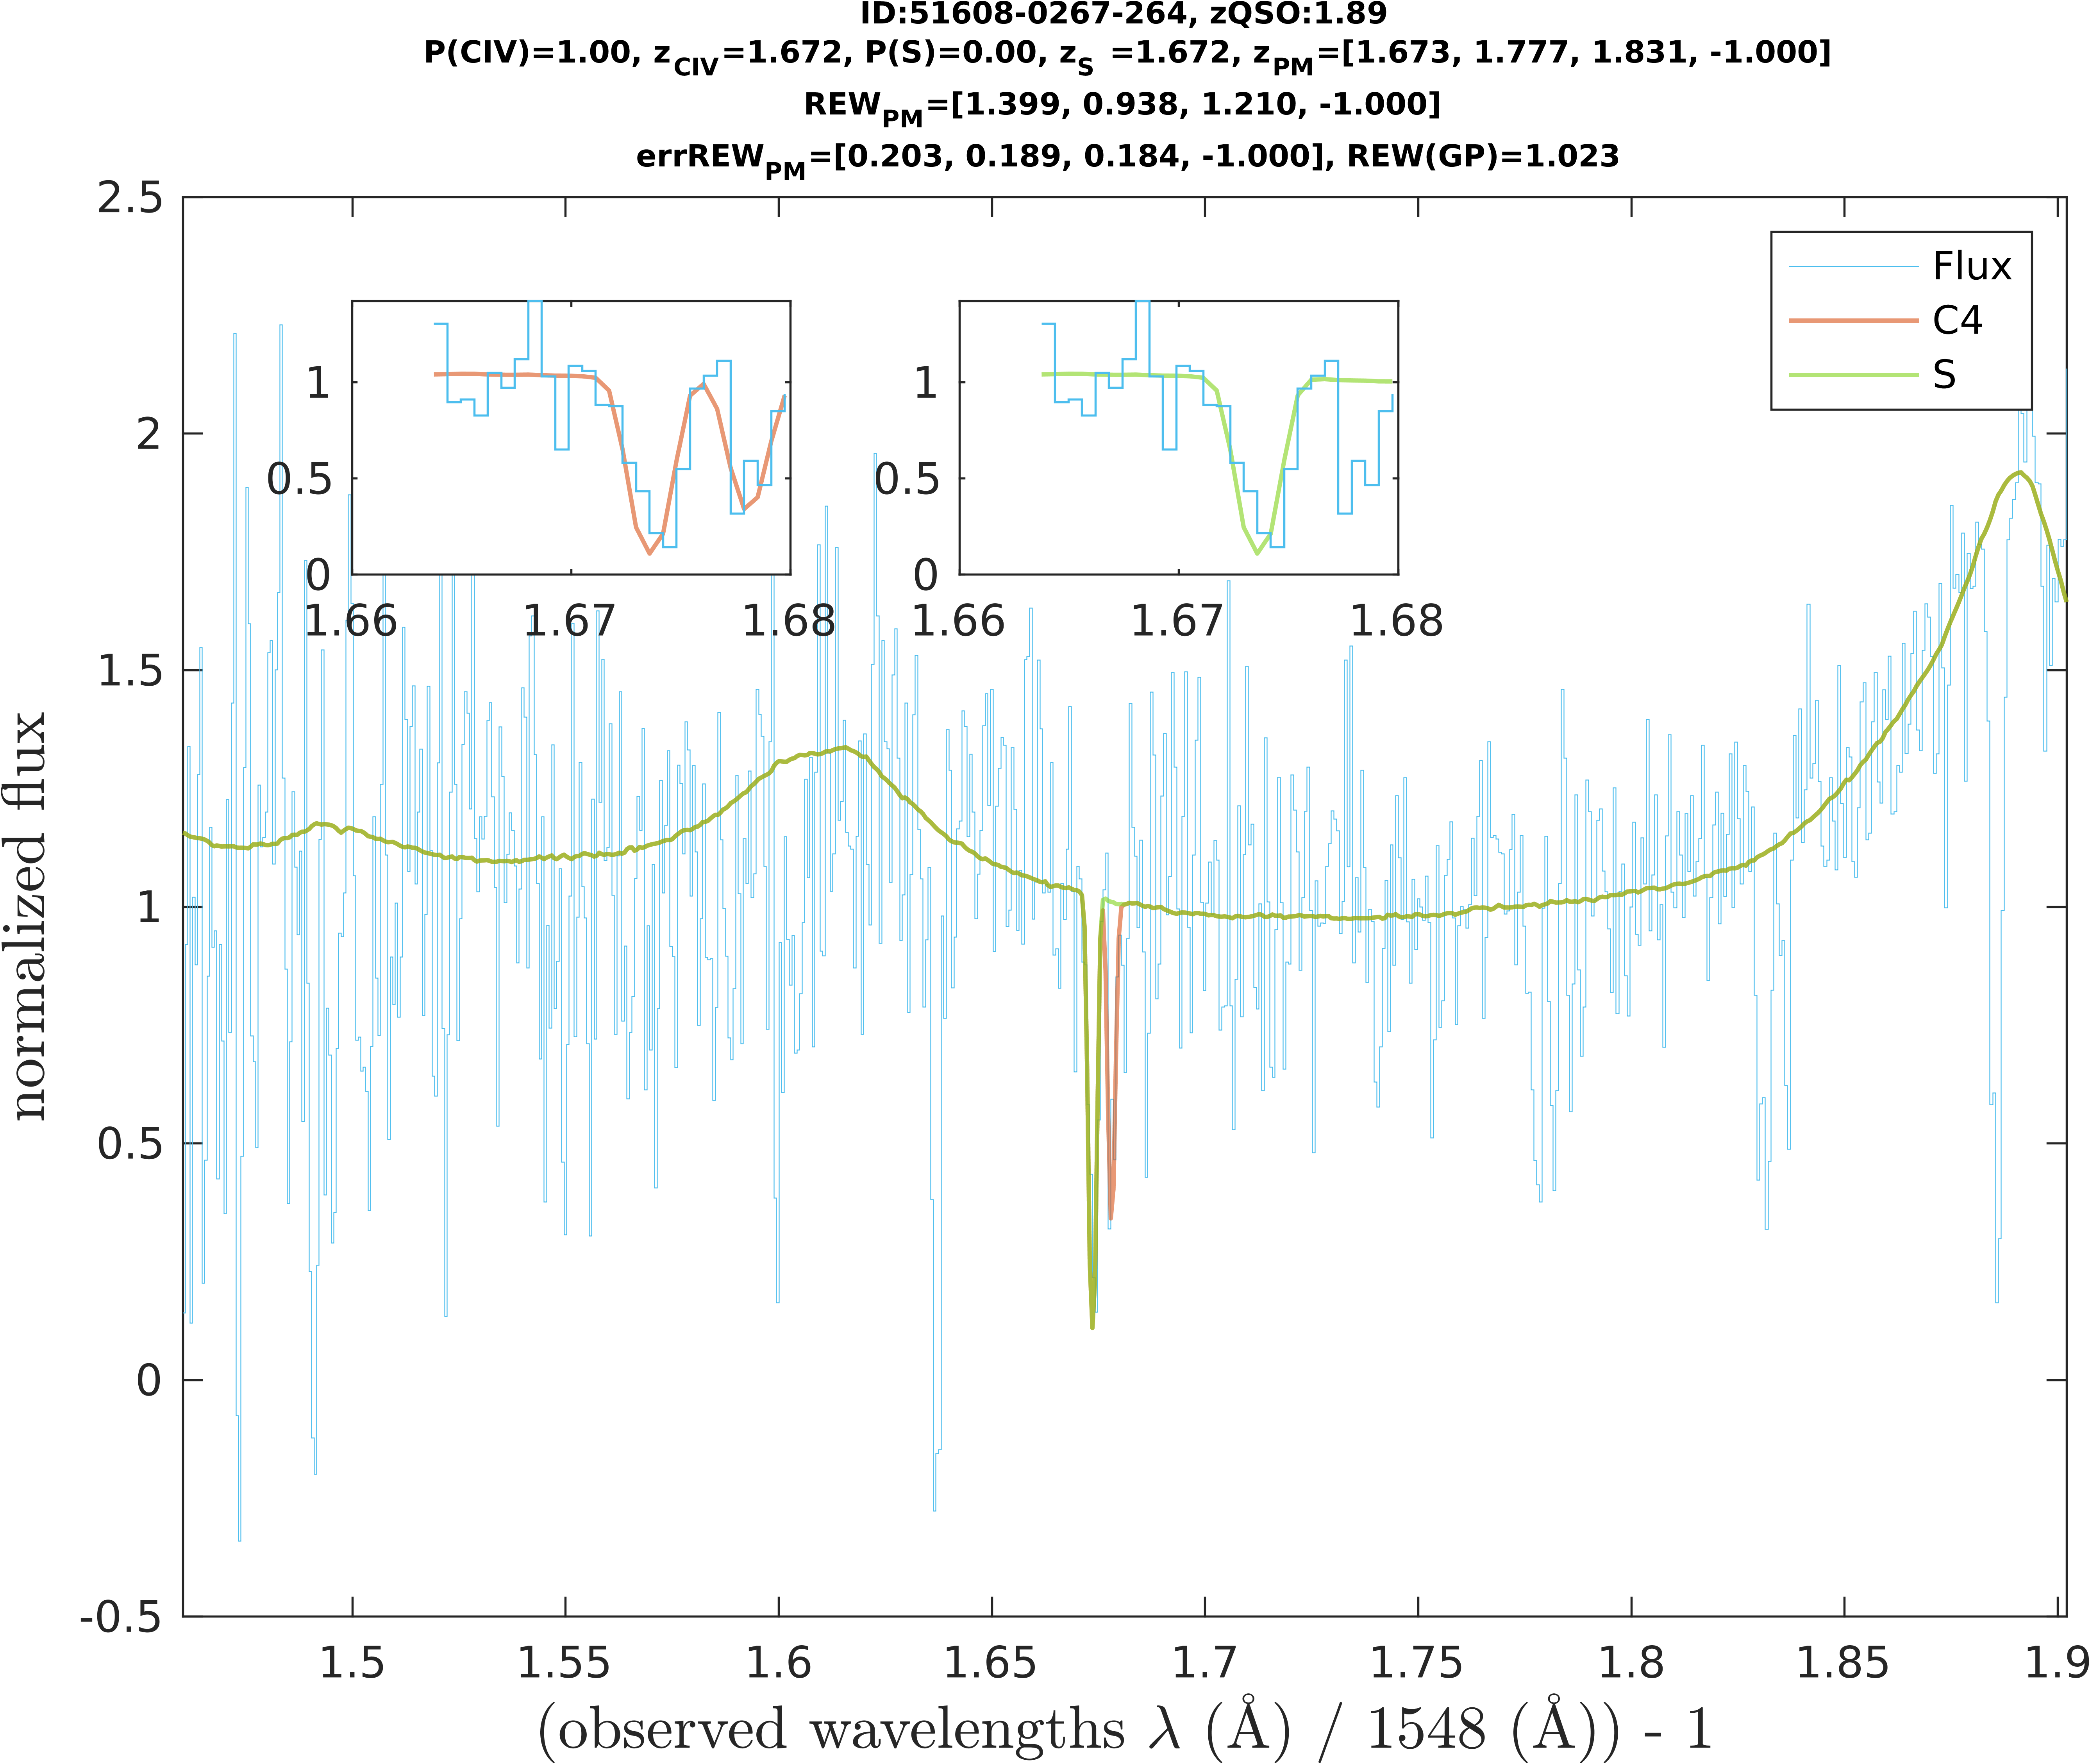 ID:51608-0267-264, zQSO:1.89
P(CIV)=1.00, zCIV=1.672, P(S)=0.00, zS =1.672, zPM=[1.673, 1.777, 1.831, -1.000]
REWPM=[1.399, 0.938, 1.210, -1.000]
errREWPM=[0.203, 0.189, 0.184, -1.000], REW(GP)=1.023
2.5
2
1.5
1
0.5
0
-0.5
normalized flux
Flux
C4
S
1
0.5
0
1.66 1.67 1.68
1
0.5
0
1.66 1.67 1.68
1.5 1.55 1.6 1.65 1.7 1.75 1.8 1.85 1.9
(observed wavelengths λ (Å) / 1548 (Å)) - 1